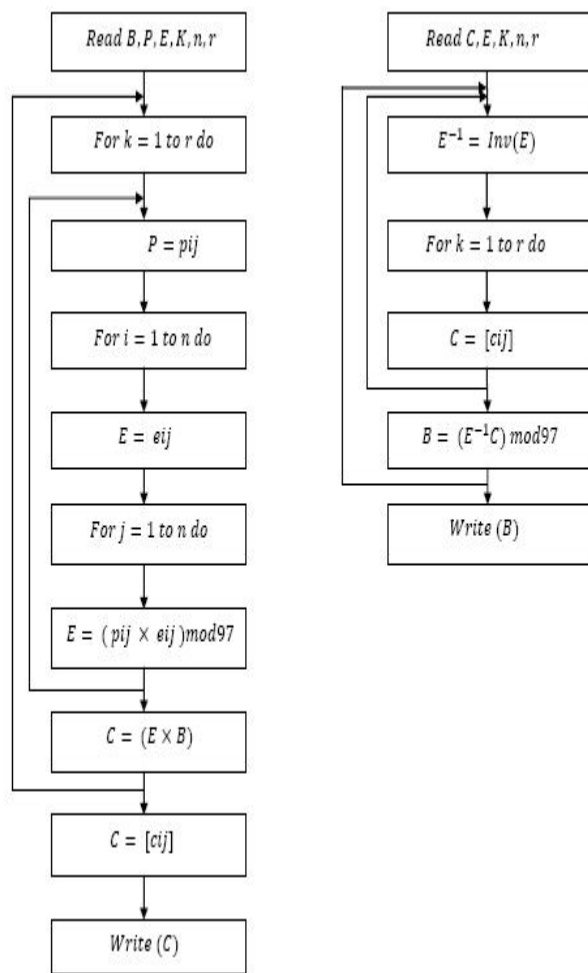 Read B, P, E, K, n, r
For k = 1 to r do
P = pij
For i = 1 to n do
E = eij
For j = 1 to n do
E = ( pij × eij )mod97
C = (E × B)
C = [cij]
Write (C)
Read C, E, K, n, r
E⁻¹ = Inv(E)
For k = 1 to r do
C = [cij]
B = (E⁻¹C) mod97
Write (B)